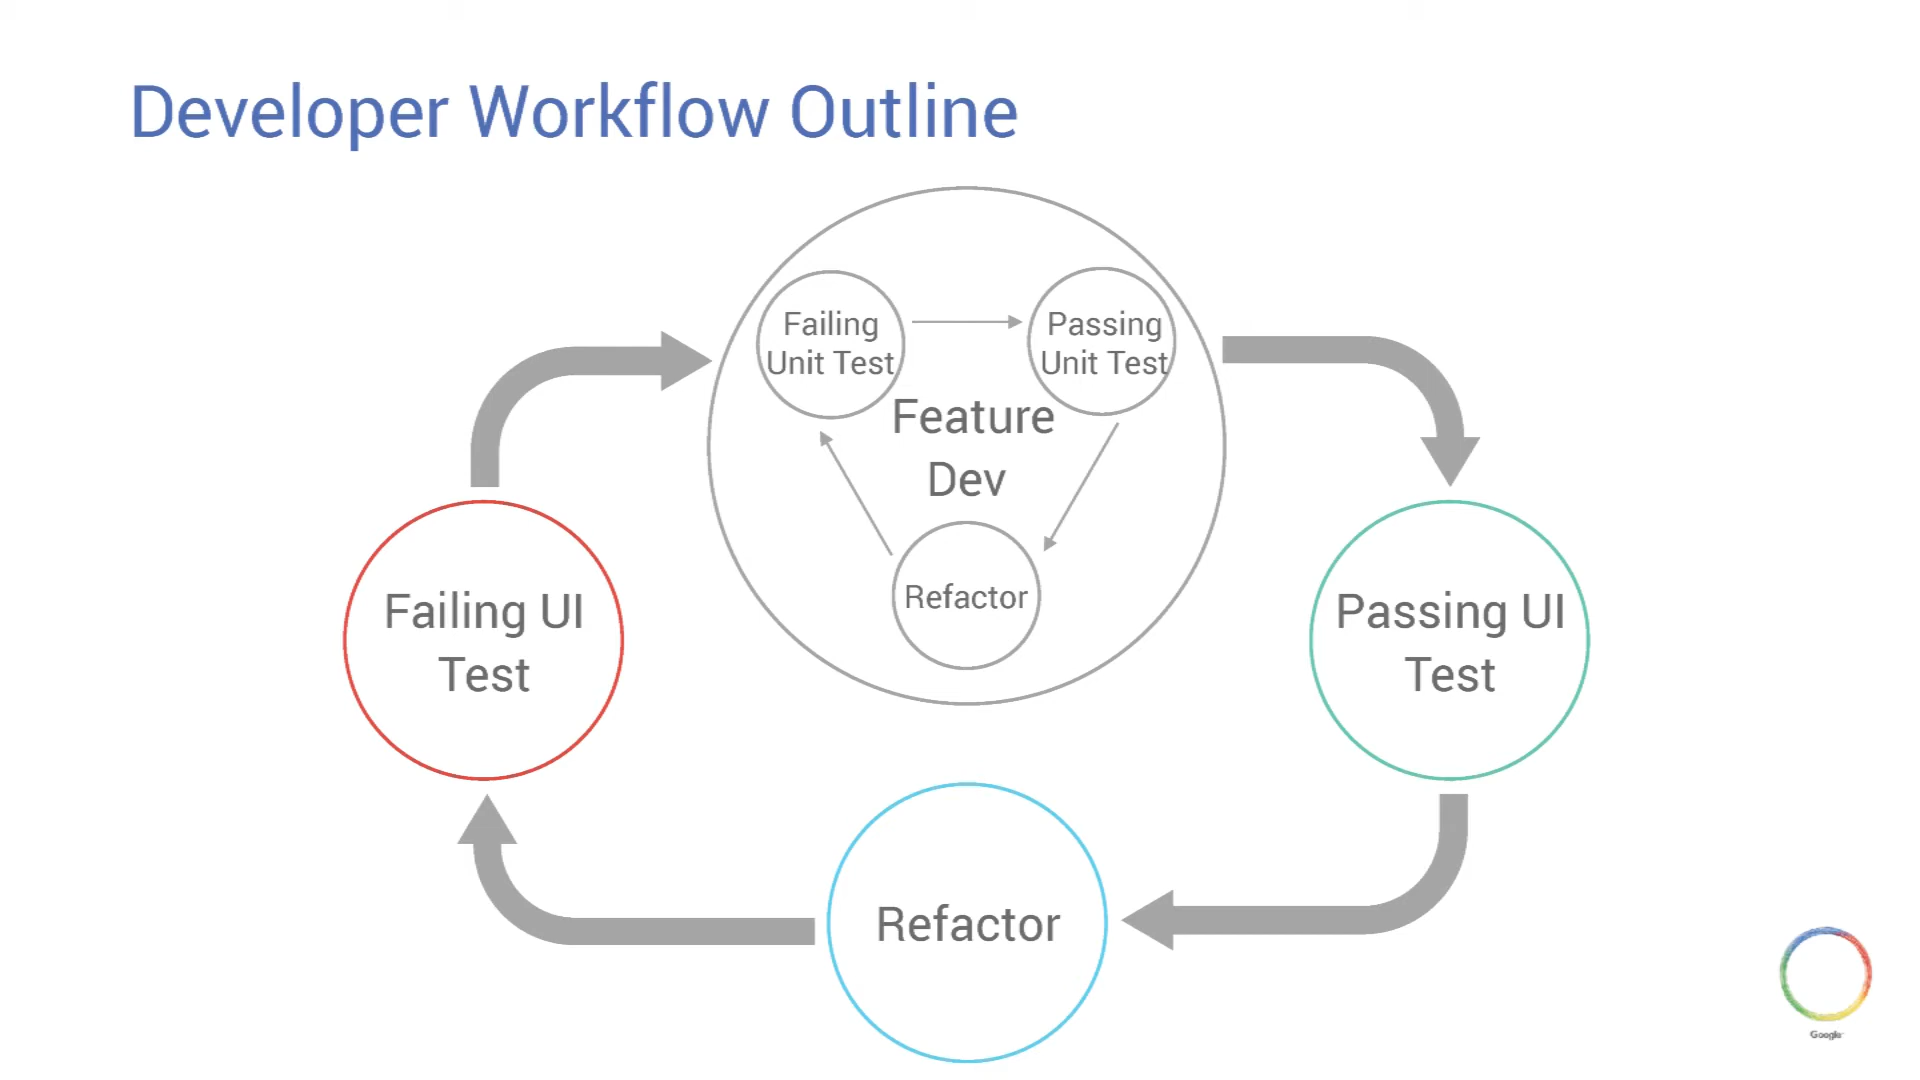 Developer Workflow Outline
Failing
Unit Test
Passing
Unit Test
Feature
Dev
Refactor
Failing UI
Test
Passing UI
Test
Refactor
Google